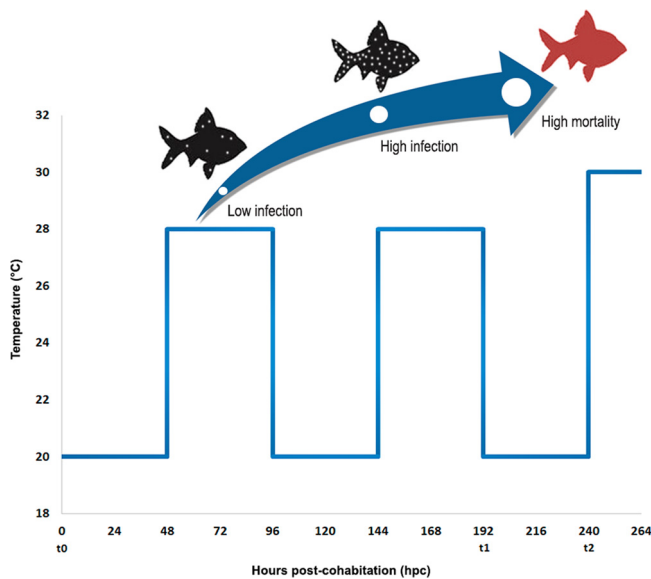 High mortality
High infection
Low infection
Temperature (°C)
32
30
28
26
24
22
20
18
0 24 48 72 96 120 144 168 192 216 240 264
t0 t1 t2
Hours post-cohabitation (hpc)